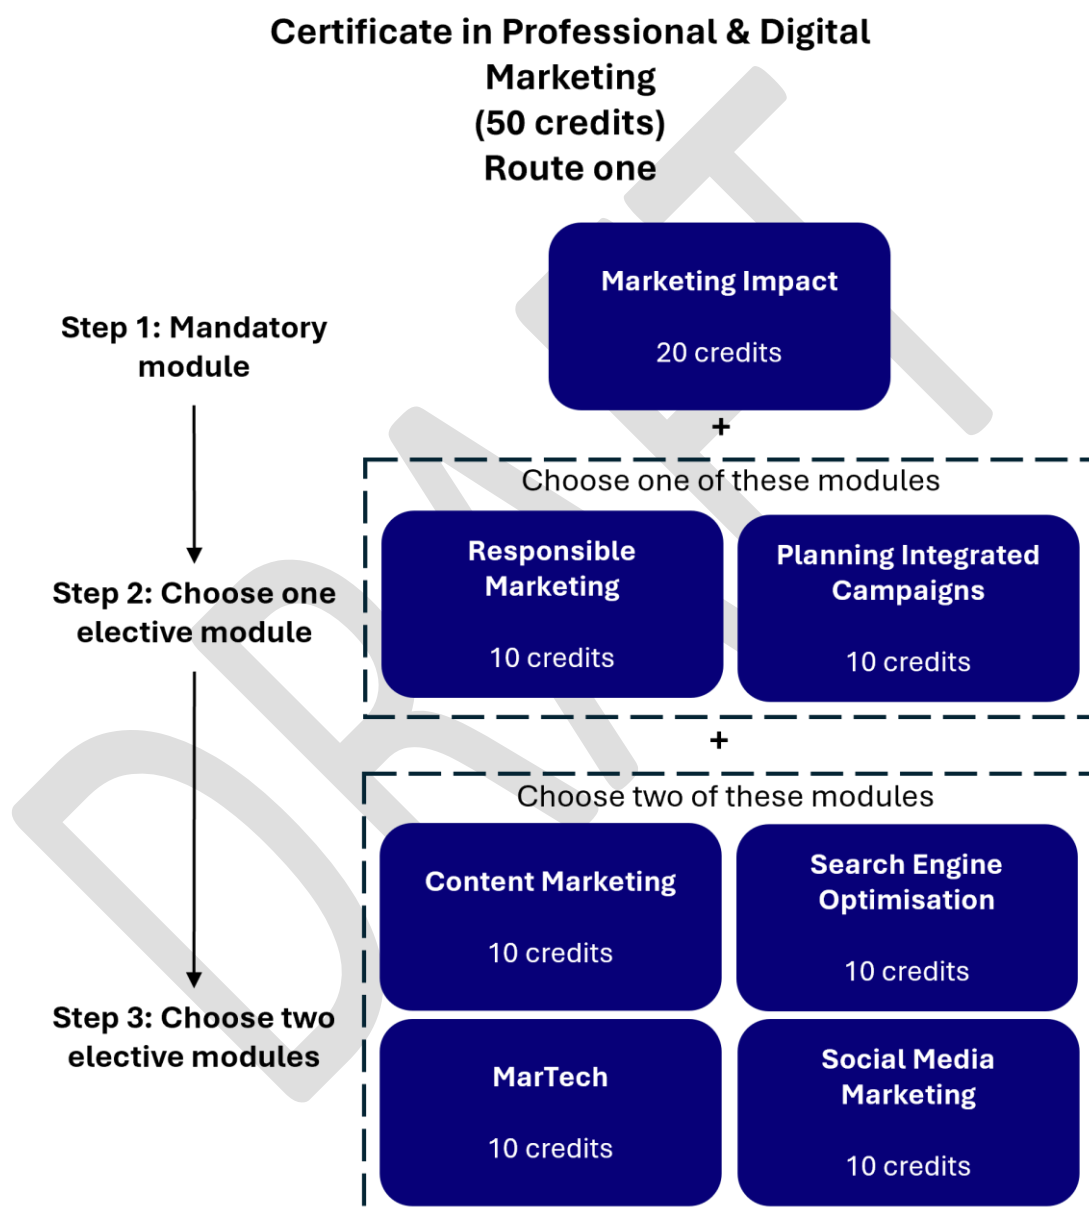 Certificate in Professional & Digital
Marketing
(50 credits)
Route one
Step 1: Mandatory
module
Marketing Impact
20 credits
+
Step 2: Choose one
elective module
Choose one of these modules
Responsible
Marketing
10 credits
Planning Integrated
Campaigns
10 credits
+
Step 3: Choose two
elective modules
Choose two of these modules
Content Marketing
10 credits
Search Engine
Optimisation
10 credits
MarTech
10 credits
Social Media
Marketing
10 credits
DRAFT